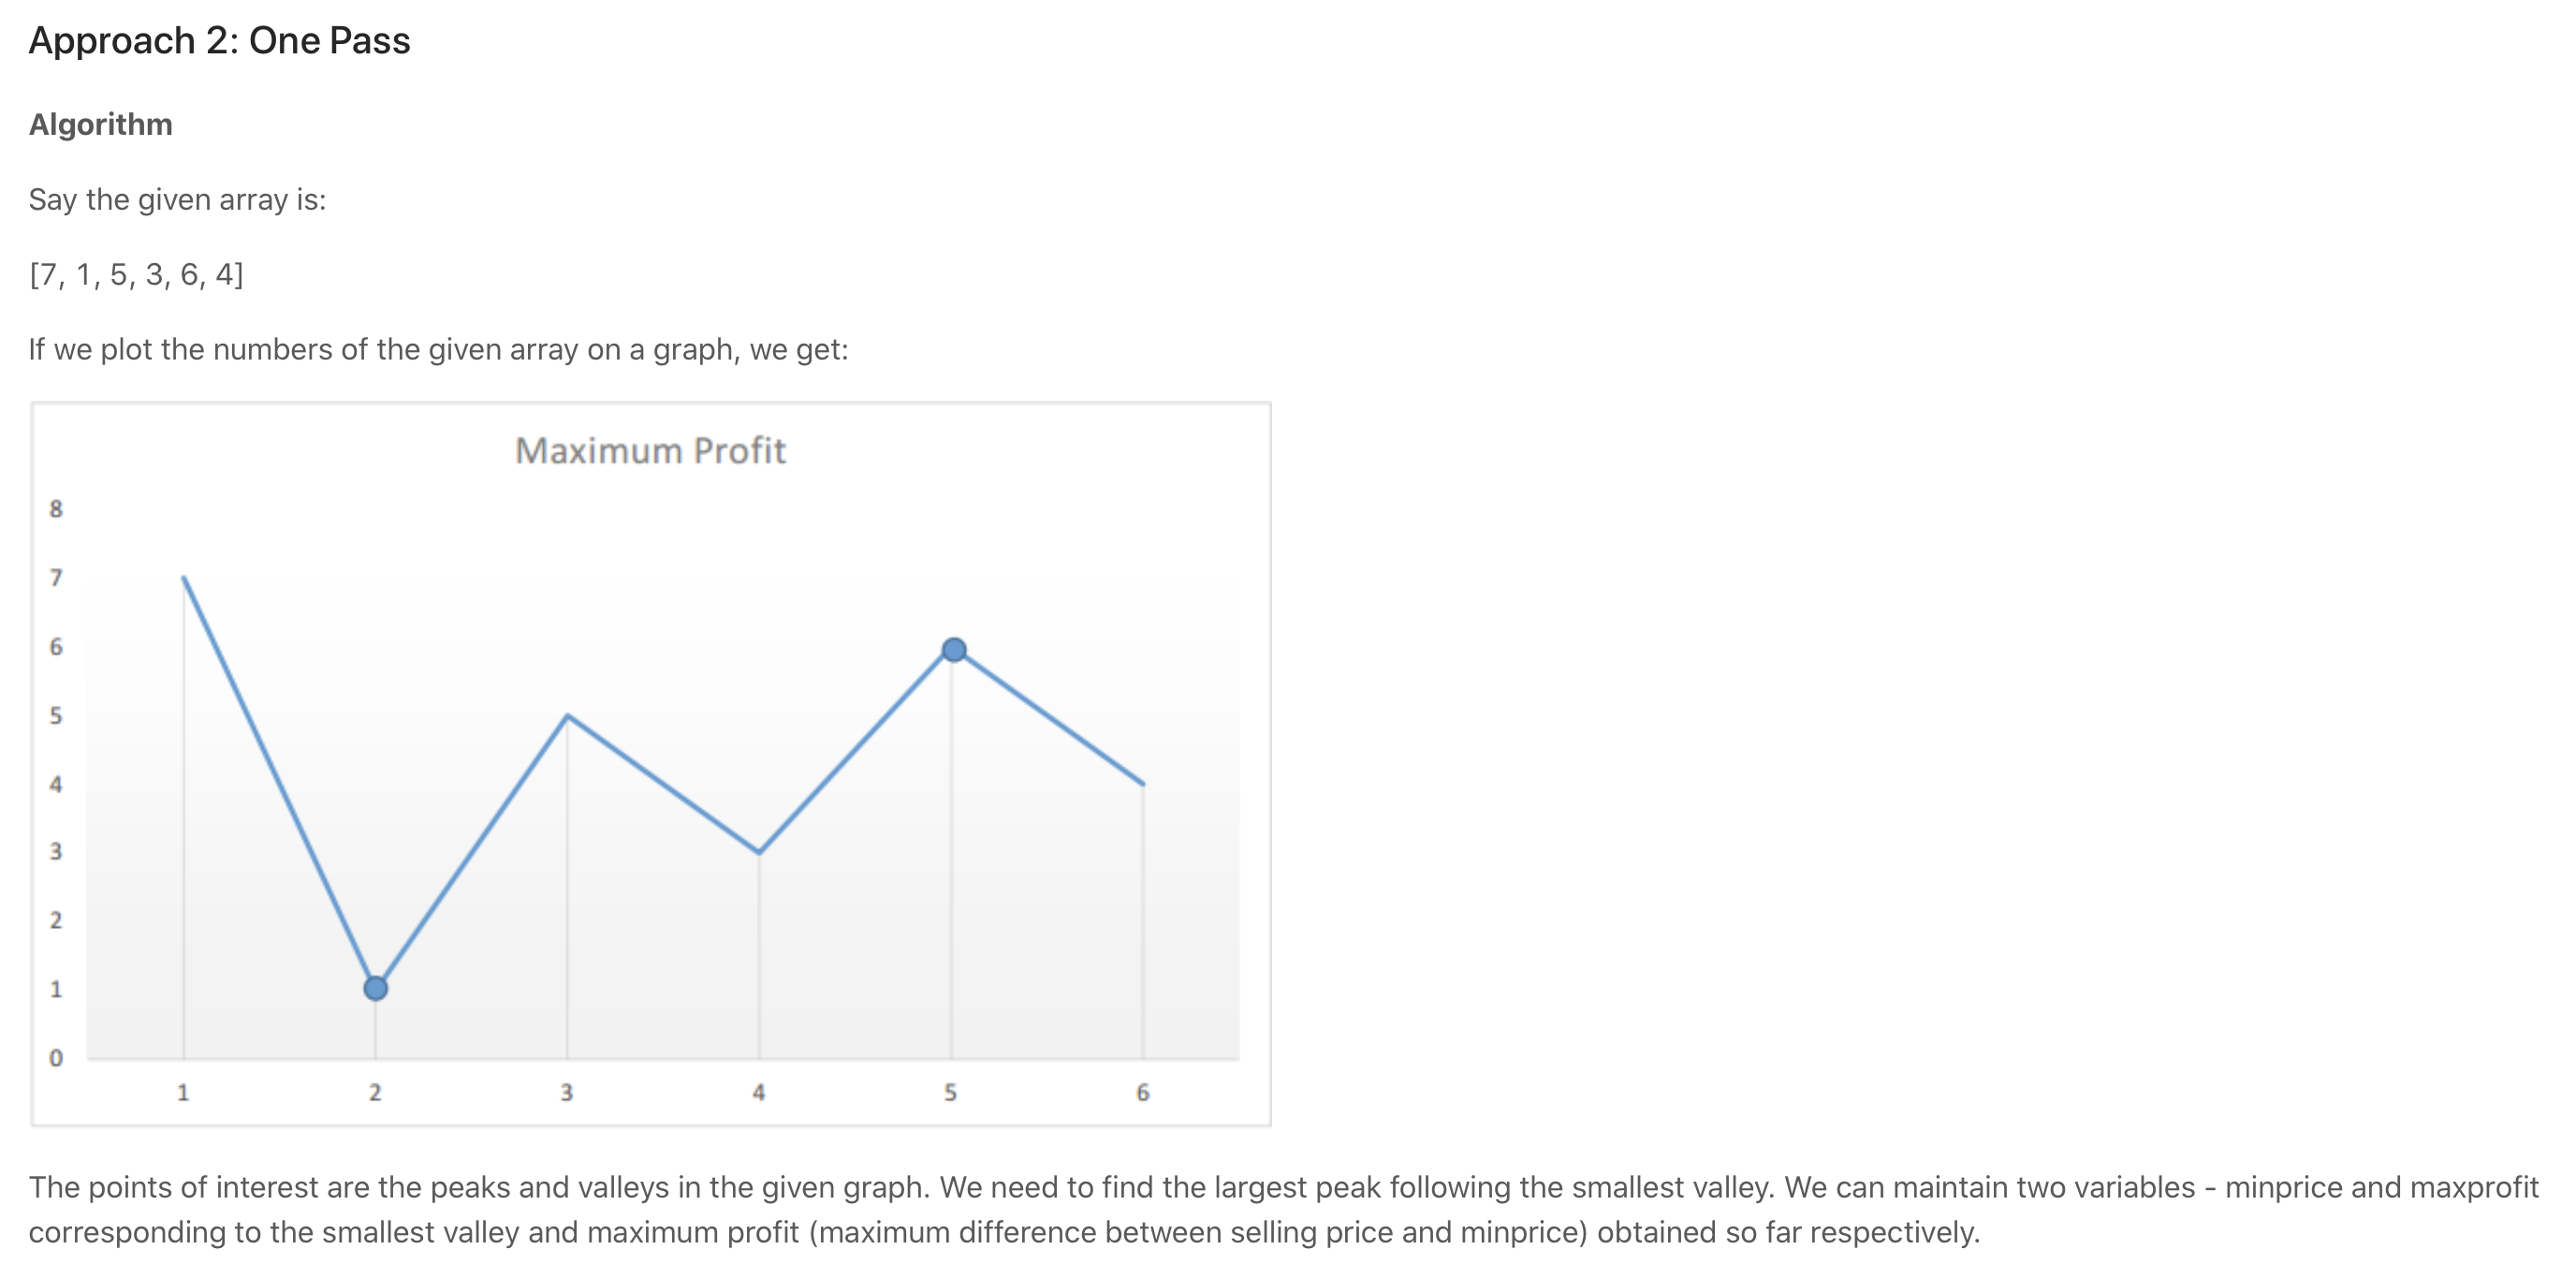 Approach 2: One Pass
Algorithm
Say the given array is:
[7, 1, 5, 3, 6, 4]
If we plot the numbers of the given array on a graph, we get:
Maximum Profit
8
7
6
5
4
3
2
1
0
1 2 3 4 5 6
The points of interest are the peaks and valleys in the given graph. We need to find the largest peak following the smallest valley. We can maintain two variables - minprice and maxprofit
corresponding to the smallest valley and maximum profit (maximum difference between selling price and minprice) obtained so far respectively.